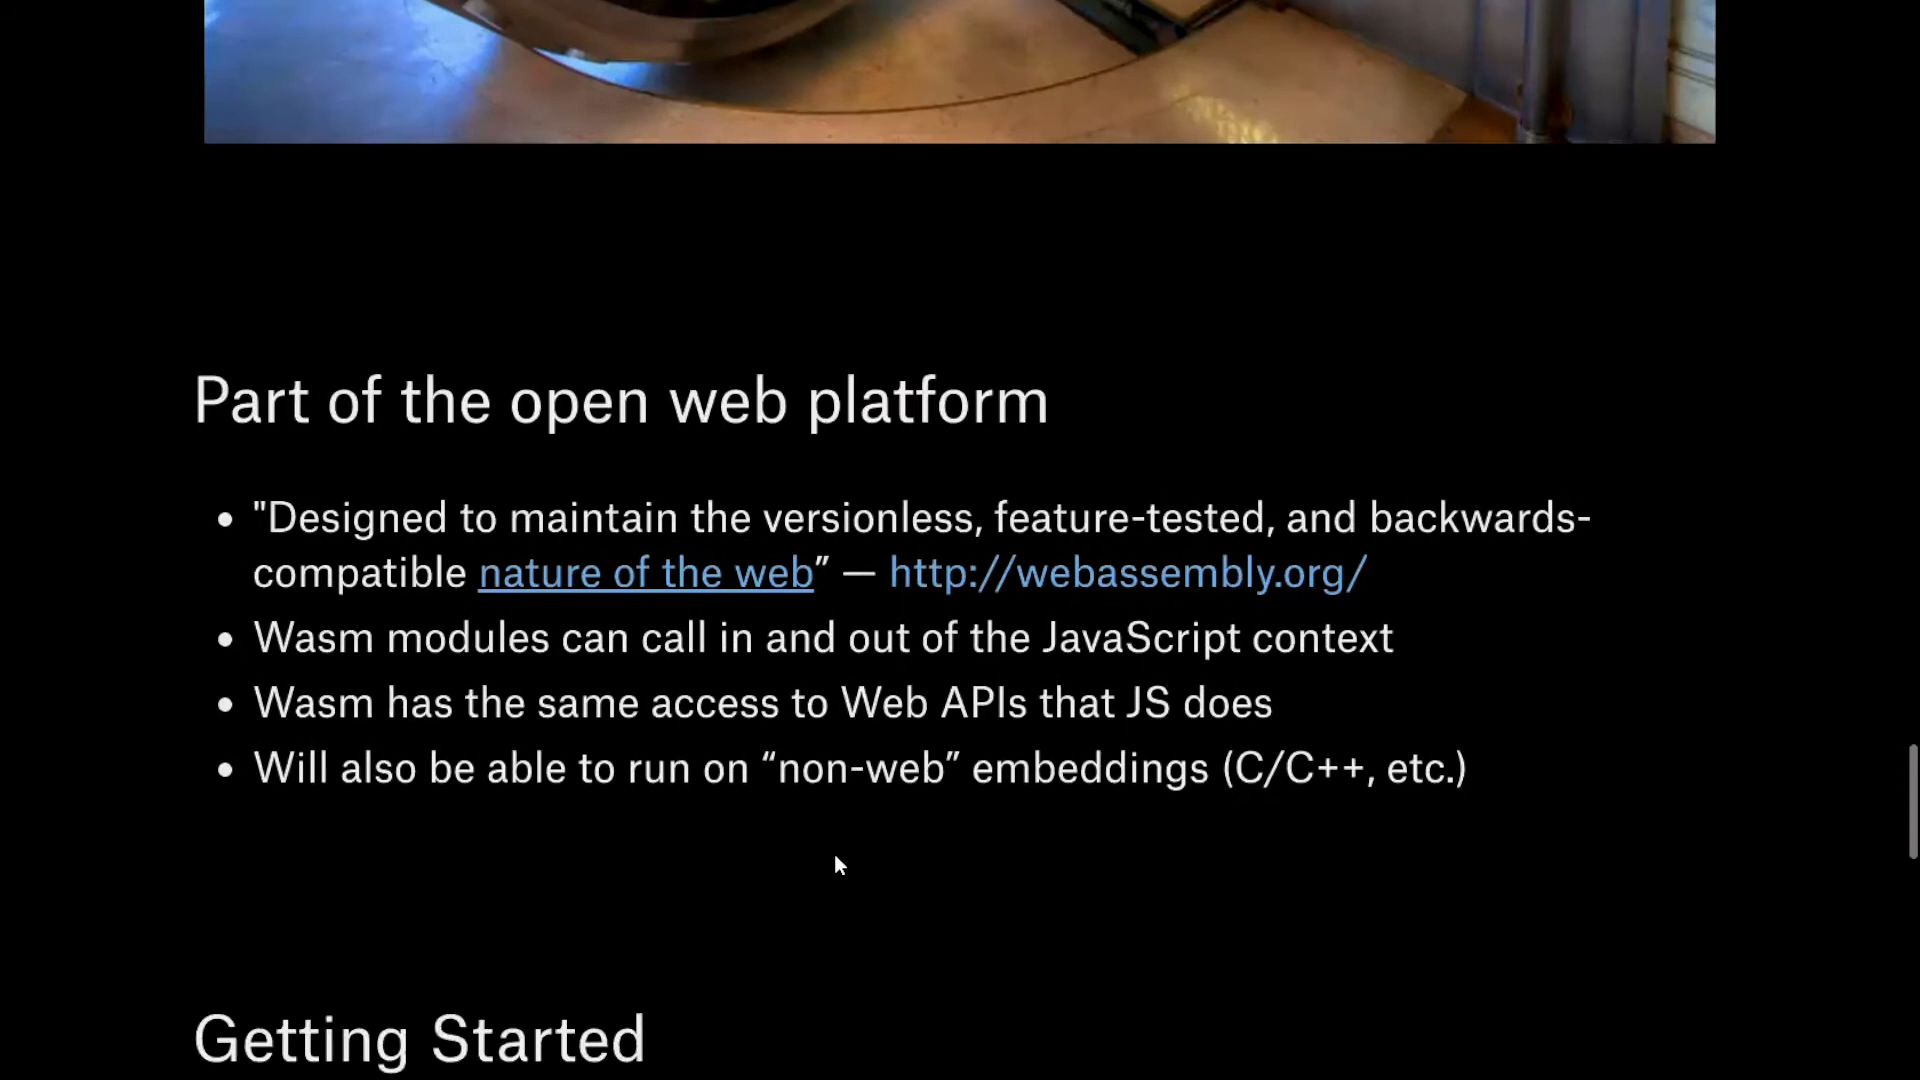 Part of the open web platform
• "Designed to maintain the versionless, feature-tested, and backwards-
compatible nature of the web” — http://webassembly.org/
• Wasm modules can call in and out of the JavaScript context
• Wasm has the same access to Web APIs that JS does
• Will also be able to run on “non-web” embeddings (C/C++, etc.)
Getting Started